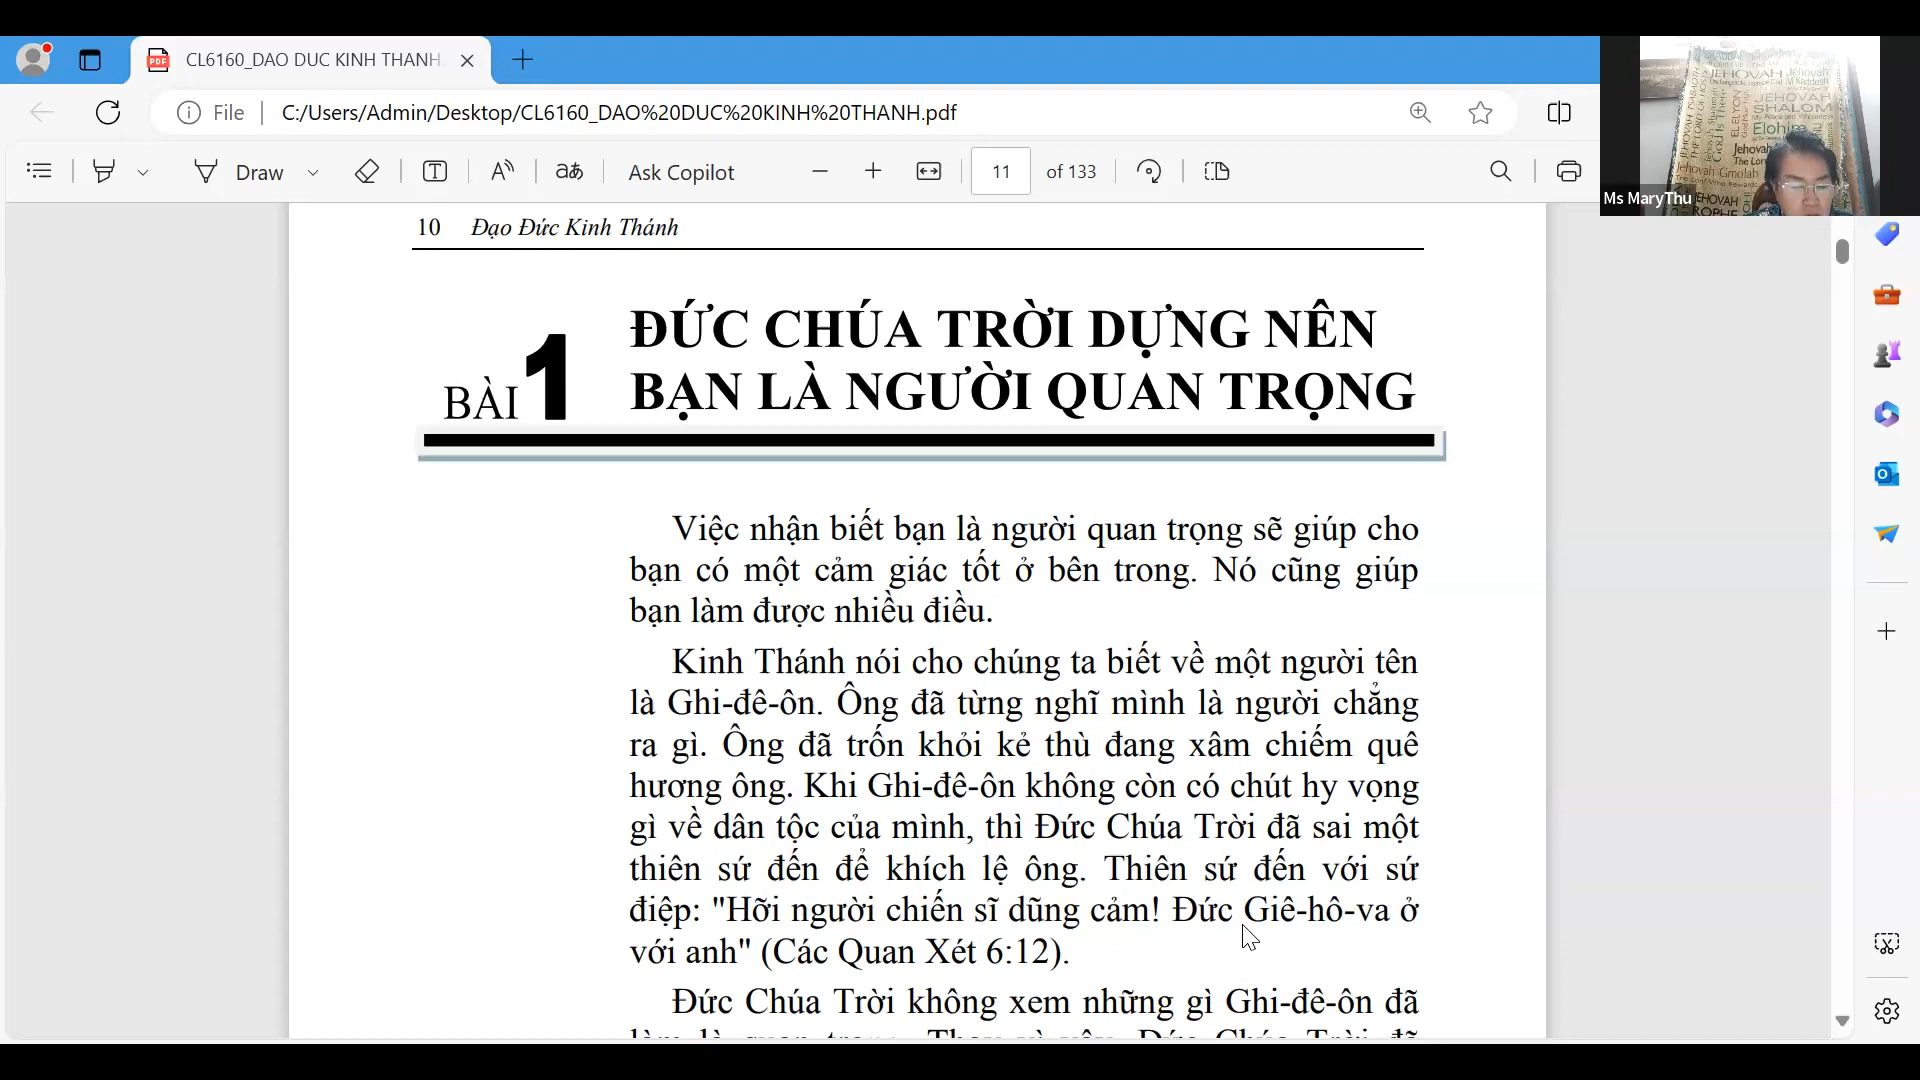 CL6160_DAO DUC KINH THANH.
File
C:/Users/Admin/Desktop/CL6160_DAO%20DUC%20KINH%20THANH.pdf
Draw
Ask Copilot
11
of 133
Ms MaryThu
JEHOVAH
SHALOM
Elohim
10 Đạo Đức Kinh Thánh
BÀI 1
ĐỨC CHÚA TRỜI DỰNG NÊN
BẠN LÀ NGƯỜI QUAN TRỌNG
Việc nhận biết bạn là người quan trọng sẽ giúp cho
bạn có một cảm giác tốt ở bên trong. Nó cũng giúp
bạn làm được nhiều điều.
Kinh Thánh nói cho chúng ta biết về một người tên
là Ghi-đê-ôn. Ông đã từng nghĩ mình là người chẳng
ra gì. Ông đã trốn khỏi kẻ thù đang xâm chiếm quê
hương ông. Khi Ghi-đê-ôn không còn có chút hy vọng
gì về dân tộc của mình, thì Đức Chúa Trời đã sai một
thiên sứ đến để khích lệ ông. Thiên sứ đến với sứ
điệp: "Hỡi người chiến sĩ dũng cảm! Đức Giê-hô-va ở
với anh" (Các Quan Xét 6:12).
Đức Chúa Trời không xem những gì Ghi-đê-ôn đã